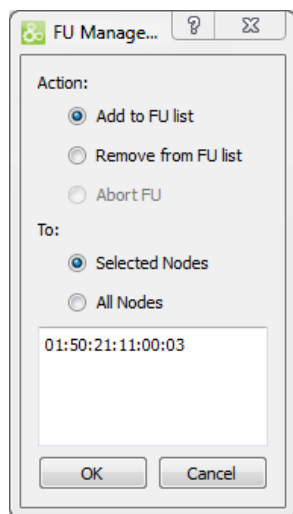 FU Manage...
Action:
Add to FU list
Remove from FU list
Abort FU
To:
Selected Nodes
All Nodes
01:50:21:11:00:03
OK Cancel